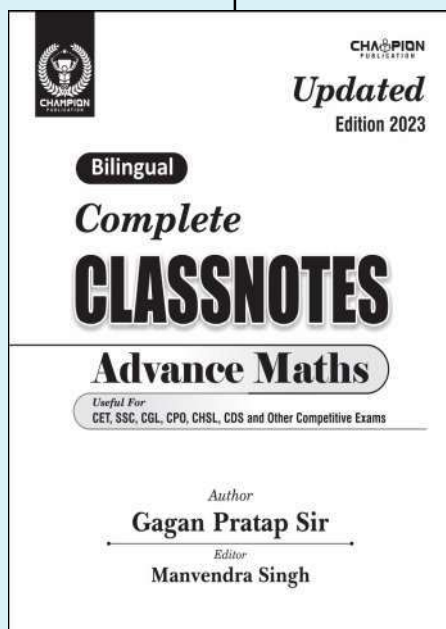 CHAMPION
PUBLICATION
CHAMPION
PUBLICATION
Updated
Edition 2023
Bilingual
Complete
CLASSNOTES
Advance Maths
Useful For
CET, SSC, CGL, CPO, CHSL, CDS and Other Competitive Exams
Author
Gagan Pratap Sir
Editor
Manvendra Singh